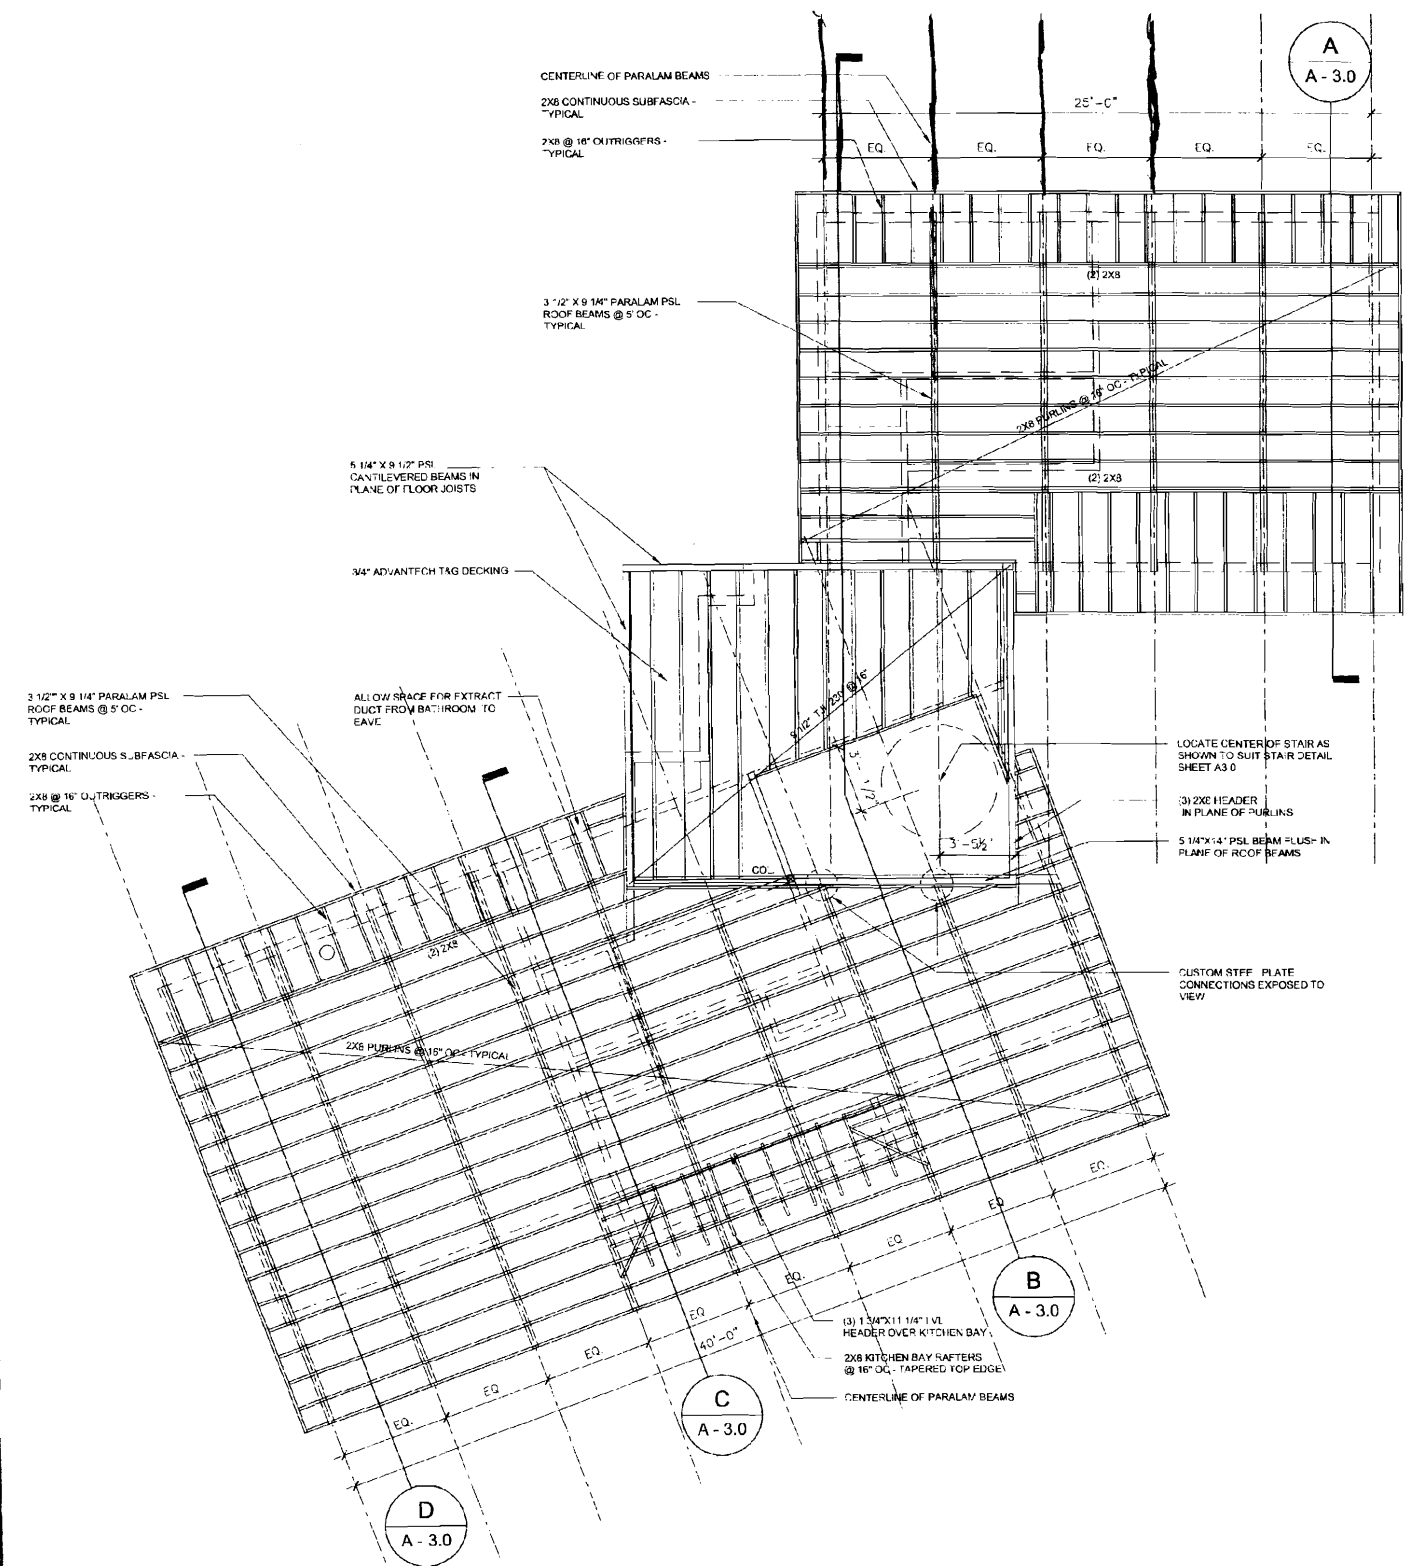 A
A - 3.0
CENTERLINE OF PARALAM BEAMS
2X8 CONTINUOUS SUBFASCIA -
TYPICAL
2X8 @ 16" OUTRIGGERS -
TYPICAL
25'-0"
EQ.
EQ.
EQ.
EQ.
EQ.
(2) 2X8
3 1/2" X 9 1/4" PARALAM PSL
ROOF BEAMS @ 5' OC -
TYPICAL
2X8 PURLINS @ 16" OC - TYPICAL
(2) 2X8
5 1/4" X 9 1/2" PSL
CANTILEVERED BEAMS IN
PLANE OF FLOOR JOISTS
3/4" ADVANTECH T&G DECKING
9 1/2" TJI 230 @ 16"
3 1/2"" X 9 1/4" PARALAM PSL
ROOF BEAMS @ 5' OC -
TYPICAL
ALLOW SPACE FOR EXTRACT
DUCT FROM BATHROOM TO
EAVE
2X8 CONTINUOUS SUBFASCIA -
TYPICAL
2X8 @ 16" OUTRIGGERS -
TYPICAL
LOCATE CENTER OF STAIR AS
SHOWN TO SUIT STAIR DETAIL
SHEET A3.0
(3) 2X8 HEADER
IN PLANE OF PURLINS
5 1/4"X14" PSL BEAM FLUSH IN
PLANE OF ROOF BEAMS
3'-5½"
COL
(2) 2X8
CUSTOM STEEL PLATE
CONNECTIONS EXPOSED TO
VIEW
2X8 PURLINS @ 16" OC - TYPICAL
EQ.
EQ
EQ
EQ.
EQ
EQ.
EQ
EQ.
40'-0"
B
A - 3.0
(3) 1 3/4"X11 1/4" LVL
HEADER OVER KITCHEN BAY
2X8 KITCHEN BAY RAFTERS
@ 16" OC - TAPERED TOP EDGE
CENTERLINE OF PARALAM BEAMS
C
A - 3.0
D
A - 3.0